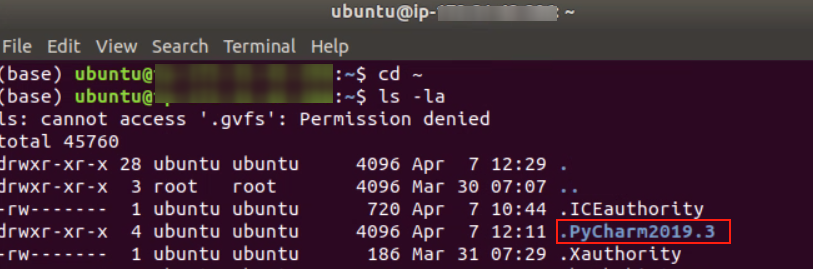 ubuntu@ip-: ~
File Edit View Search Terminal Help
(base) ubuntu@:~$ cd ~
(base) ubuntu@:~$ ls -la
ls: cannot access '.gvfs': Permission denied
total 45760
drwxr-xr-x 28 ubuntu ubuntu 4096 Apr 7 12:29 .
drwxr-xr-x 3 root root 4096 Mar 30 07:07 ..
-rw------- 1 ubuntu ubuntu 720 Apr 7 10:44 .ICEauthority
drwxr-xr-x 4 ubuntu ubuntu 4096 Apr 7 12:11 .PyCharm2019.3
-rw------- 1 ubuntu ubuntu 186 Mar 31 07:29 .Xauthority